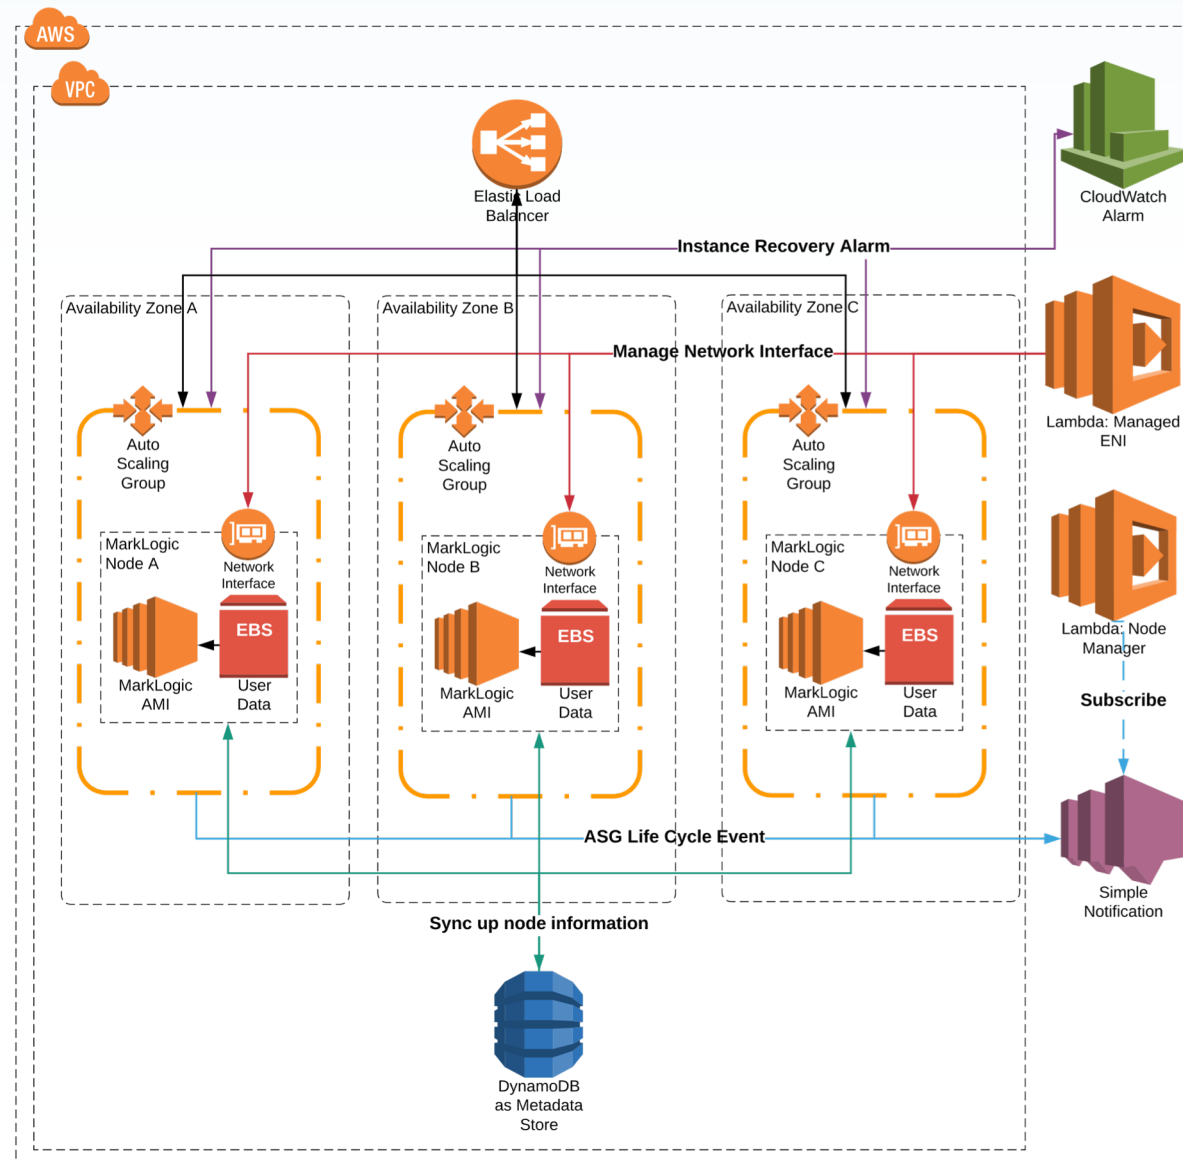 AWS
VPC
Elastic Load
Balancer
CloudWatch
Alarm
Instance Recovery Alarm
Availability Zone A
Availability Zone B
Availability Zone C
Manage Network Interface
Lambda: Managed
ENI
Auto
Scaling
Group
Auto
Scaling
Group
Auto
Scaling
Group
MarkLogic
Node A
Network
Interface
EBS
MarkLogic
AMI
User
Data
MarkLogic
Node B
Network
Interface
EBS
MarkLogic
AMI
User
Data
MarkLogic
Node C
Network
Interface
EBS
MarkLogic
AMI
User
Data
Lambda: Node
Manager
Subscribe
ASG Life Cycle Event
Simple
Notification
Sync up node information
DynamoDB
as Metadata
Store